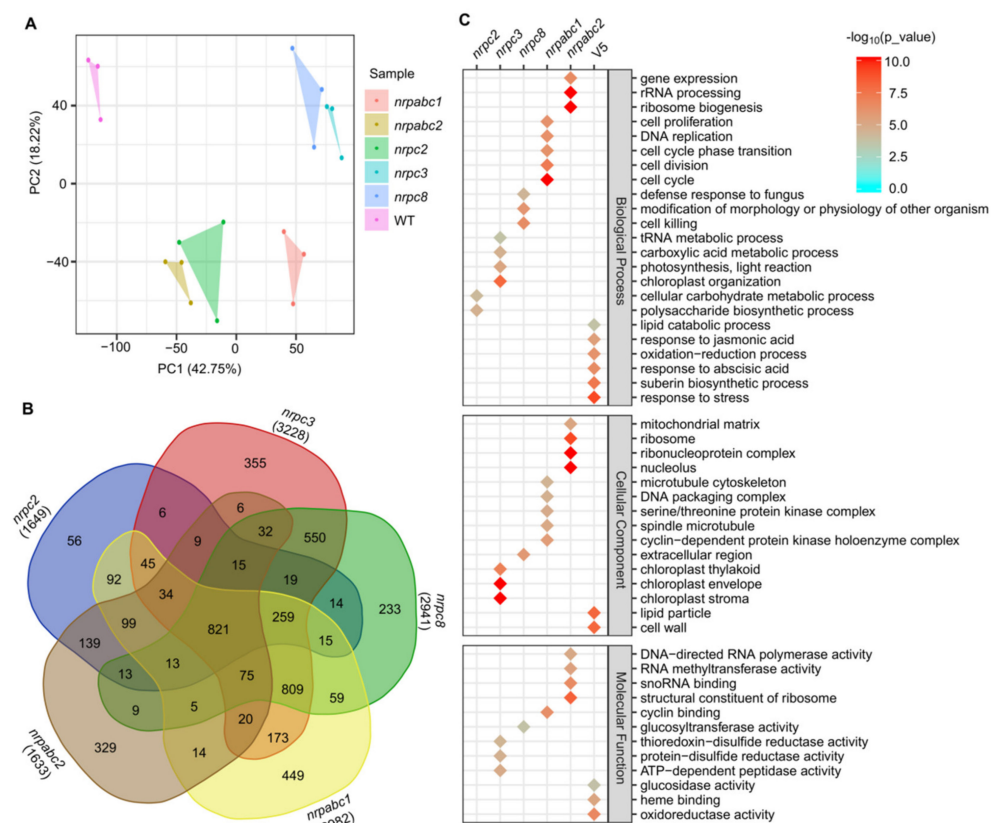 A
Sample
nrpabc1
nrpabc2
nrpc2
nrpc3
nrpc8
WT
PC2 (18.22%)
40
0
−40
−100
−50
0
50
PC1 (42.75%)
B
nrpc3
(3228)
nrpc2
(1649)
nrpc8
(2941)
nrpabc2
(1633)
nrpabc1
355
6
6
56
9
32
550
15
45
19
92
14
233
34
259
99
821
15
139
13
75
13
809
59
9
5
20
329
14
173
449
C
nrpc2
nrpc3
nrpc8
nrpabc1
nrpabc2
V5
-log10(p_value)
10.0
7.5
5.0
2.5
0.0
Biological Process
gene expression
rRNA processing
ribosome biogenesis
cell proliferation
DNA replication
cell cycle phase transition
cell division
cell cycle
defense response to fungus
modification of morphology or physiology of other organism
cell killing
tRNA metabolic process
carboxylic acid metabolic process
photosynthesis, light reaction
chloroplast organization
cellular carbohydrate metabolic process
polysaccharide biosynthetic process
lipid catabolic process
response to jasmonic acid
oxidation−reduction process
response to abscisic acid
suberin biosynthetic process
response to stress
Cellular Component
mitochondrial matrix
ribosome
ribonucleoprotein complex
nucleolus
microtubule cytoskeleton
DNA packaging complex
serine/threonine protein kinase complex
spindle microtubule
cyclin−dependent protein kinase holoenzyme complex
extracellular region
chloroplast thylakoid
chloroplast envelope
chloroplast stroma
lipid particle
cell wall
Molecular Function
DNA−directed RNA polymerase activity
RNA methyltransferase activity
snoRNA binding
structural constituent of ribosome
cyclin binding
glucosyltransferase activity
thioredoxin−disulfide reductase activity
protein−disulfide reductase activity
ATP−dependent peptidase activity
glucosidase activity
heme binding
oxidoreductase activity